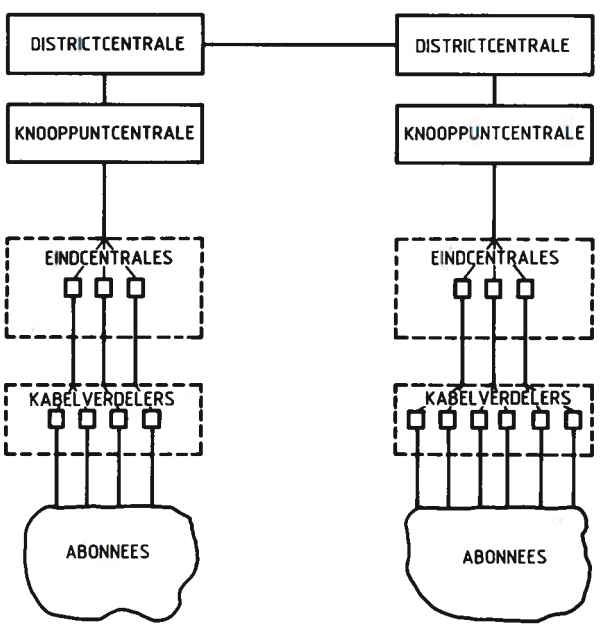 DISTRICTCENTRALE
DISTRICTCENTRALE
KNOOPPUNTCENTRALE
KNOOPPUNTCENTRALE
EINDCENTRALES
EINDCENTRALES
KABELVERDELERS
KABELVERDELERS
ABONNEES
ABONNEES